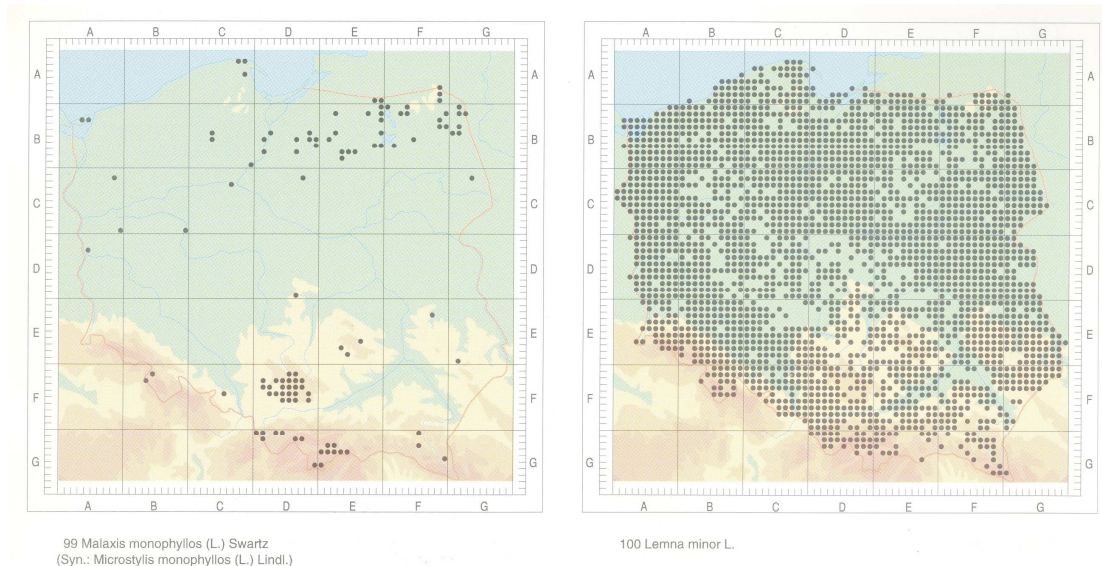 A B C D E F G
A A
B B
C C
D D
E E
F F
G G
A B C D E F G
99 Malaxis monophyllos (L.) Swartz
(Syn.: Microstylis monophyllos (L.) Lindl.)
A B C D E F G
A A
B B
C C
D D
E E
F F
G G
A B C D E F G
100 Lemna minor L.